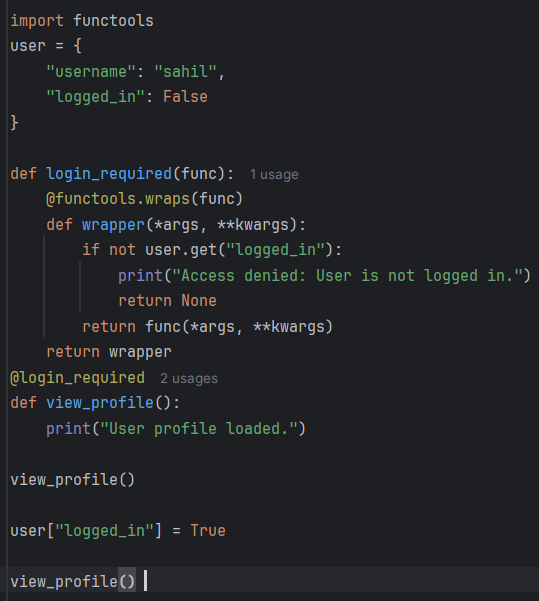 import functools
user = {
    "username": "sahil",
    "logged_in": False
}

def login_required(func):  1 usage
    @functools.wraps(func)
    def wrapper(*args, **kwargs):
        if not user.get("logged_in"):
            print("Access denied: User is not logged in.")
            return None
        return func(*args, **kwargs)
    return wrapper
@login_required  2 usages
def view_profile():
    print("User profile loaded.")

view_profile()

user["logged_in"] = True

view_profile()